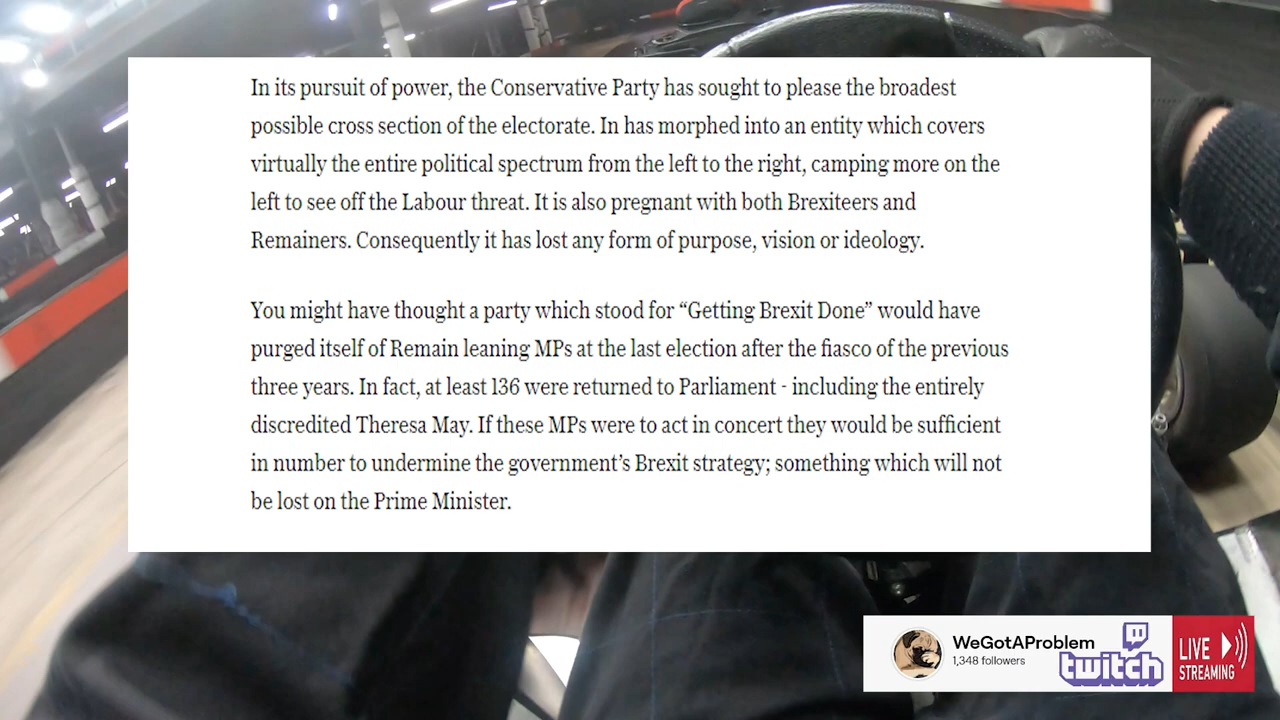 In its pursuit of power, the Conservative Party has sought to please the broadest
possible cross section of the electorate. In has morphed into an entity which covers
virtually the entire political spectrum from the left to the right, camping more on the
left to see off the Labour threat. It is also pregnant with both Brexiteers and
Remainers. Consequently it has lost any form of purpose, vision or ideology.
You might have thought a party which stood for “Getting Brexit Done” would have
purged itself of Remain leaning MPs at the last election after the fiasco of the previous
three years. In fact, at least 136 were returned to Parliament - including the entirely
discredited Theresa May. If these MPs were to act in concert they would be sufficient
in number to undermine the government’s Brexit strategy; something which will not
be lost on the Prime Minister.
WeGotAProblem
1,348 followers
twitch
LIVE
STREAMING